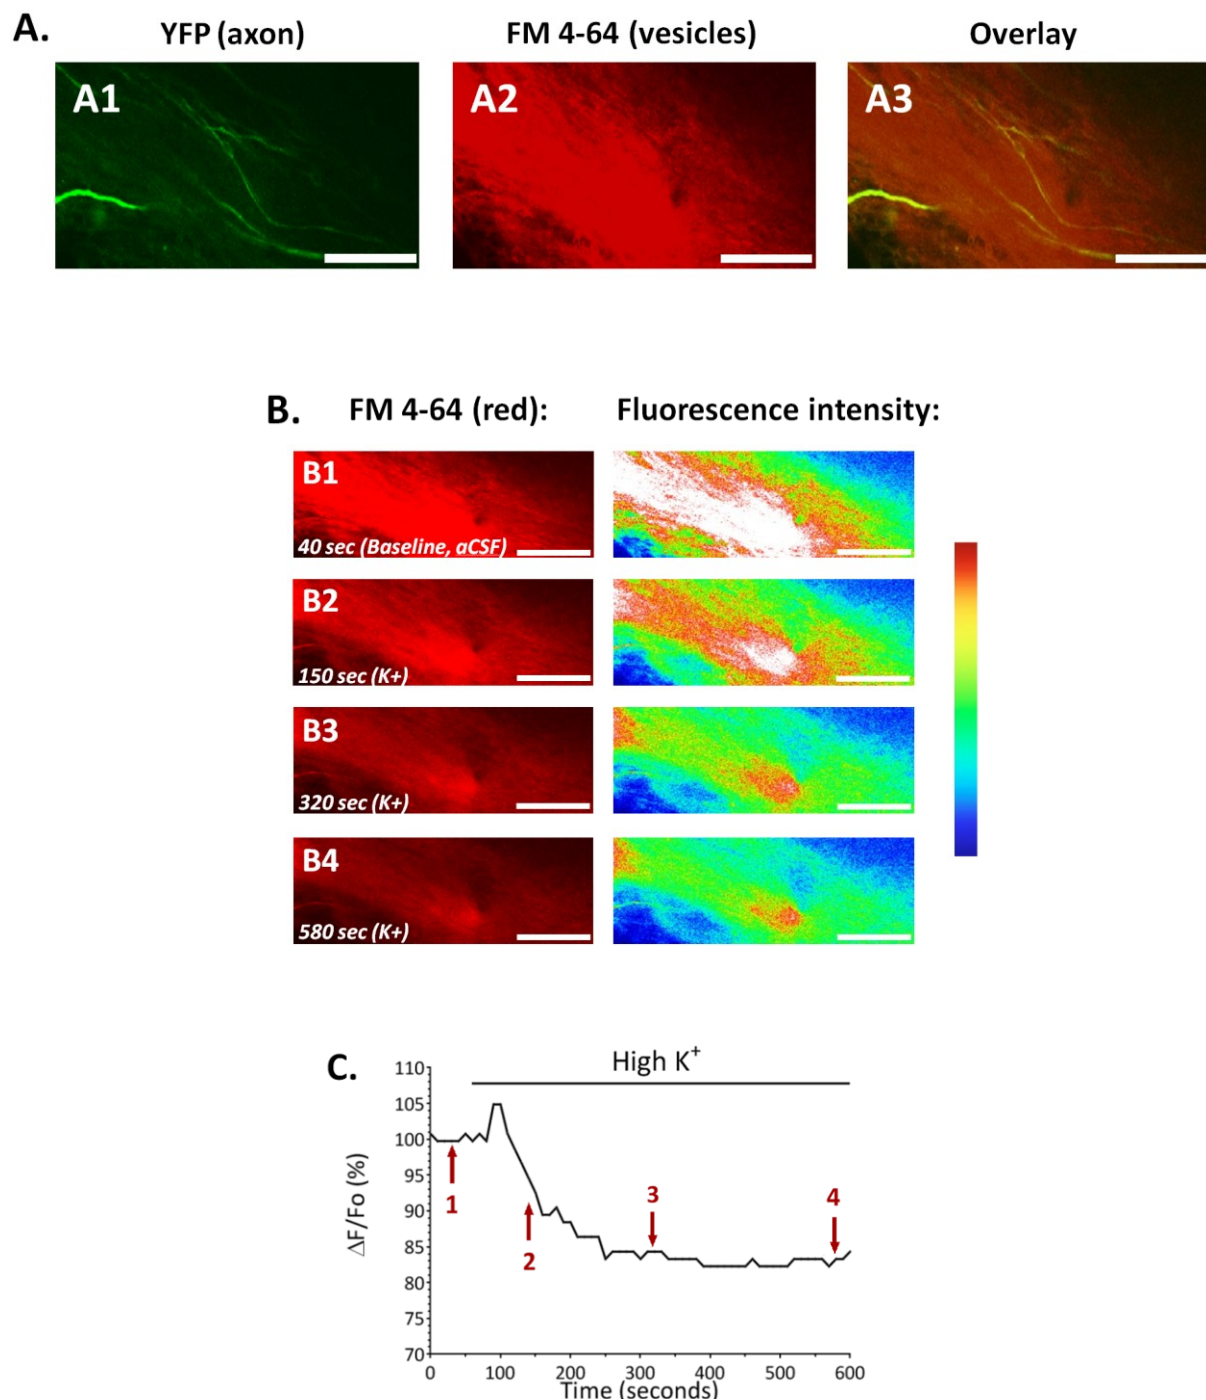 A.
YFP (axon) FM 4-64 (vesicles) Overlay
A1 A2 A3
B. FM 4-64 (red): Fluorescence intensity:
B1
40 sec (Baseline, aCSF)
B2
150 sec (K+)
B3
320 sec (K+)
B4
580 sec (K+)
C.
High K⁺
110
105
100
95
90
85
80
75
70
ΔF/Fo (%)
1
2
3
4
0 100 200 300 400 500 600
Time (seconds)